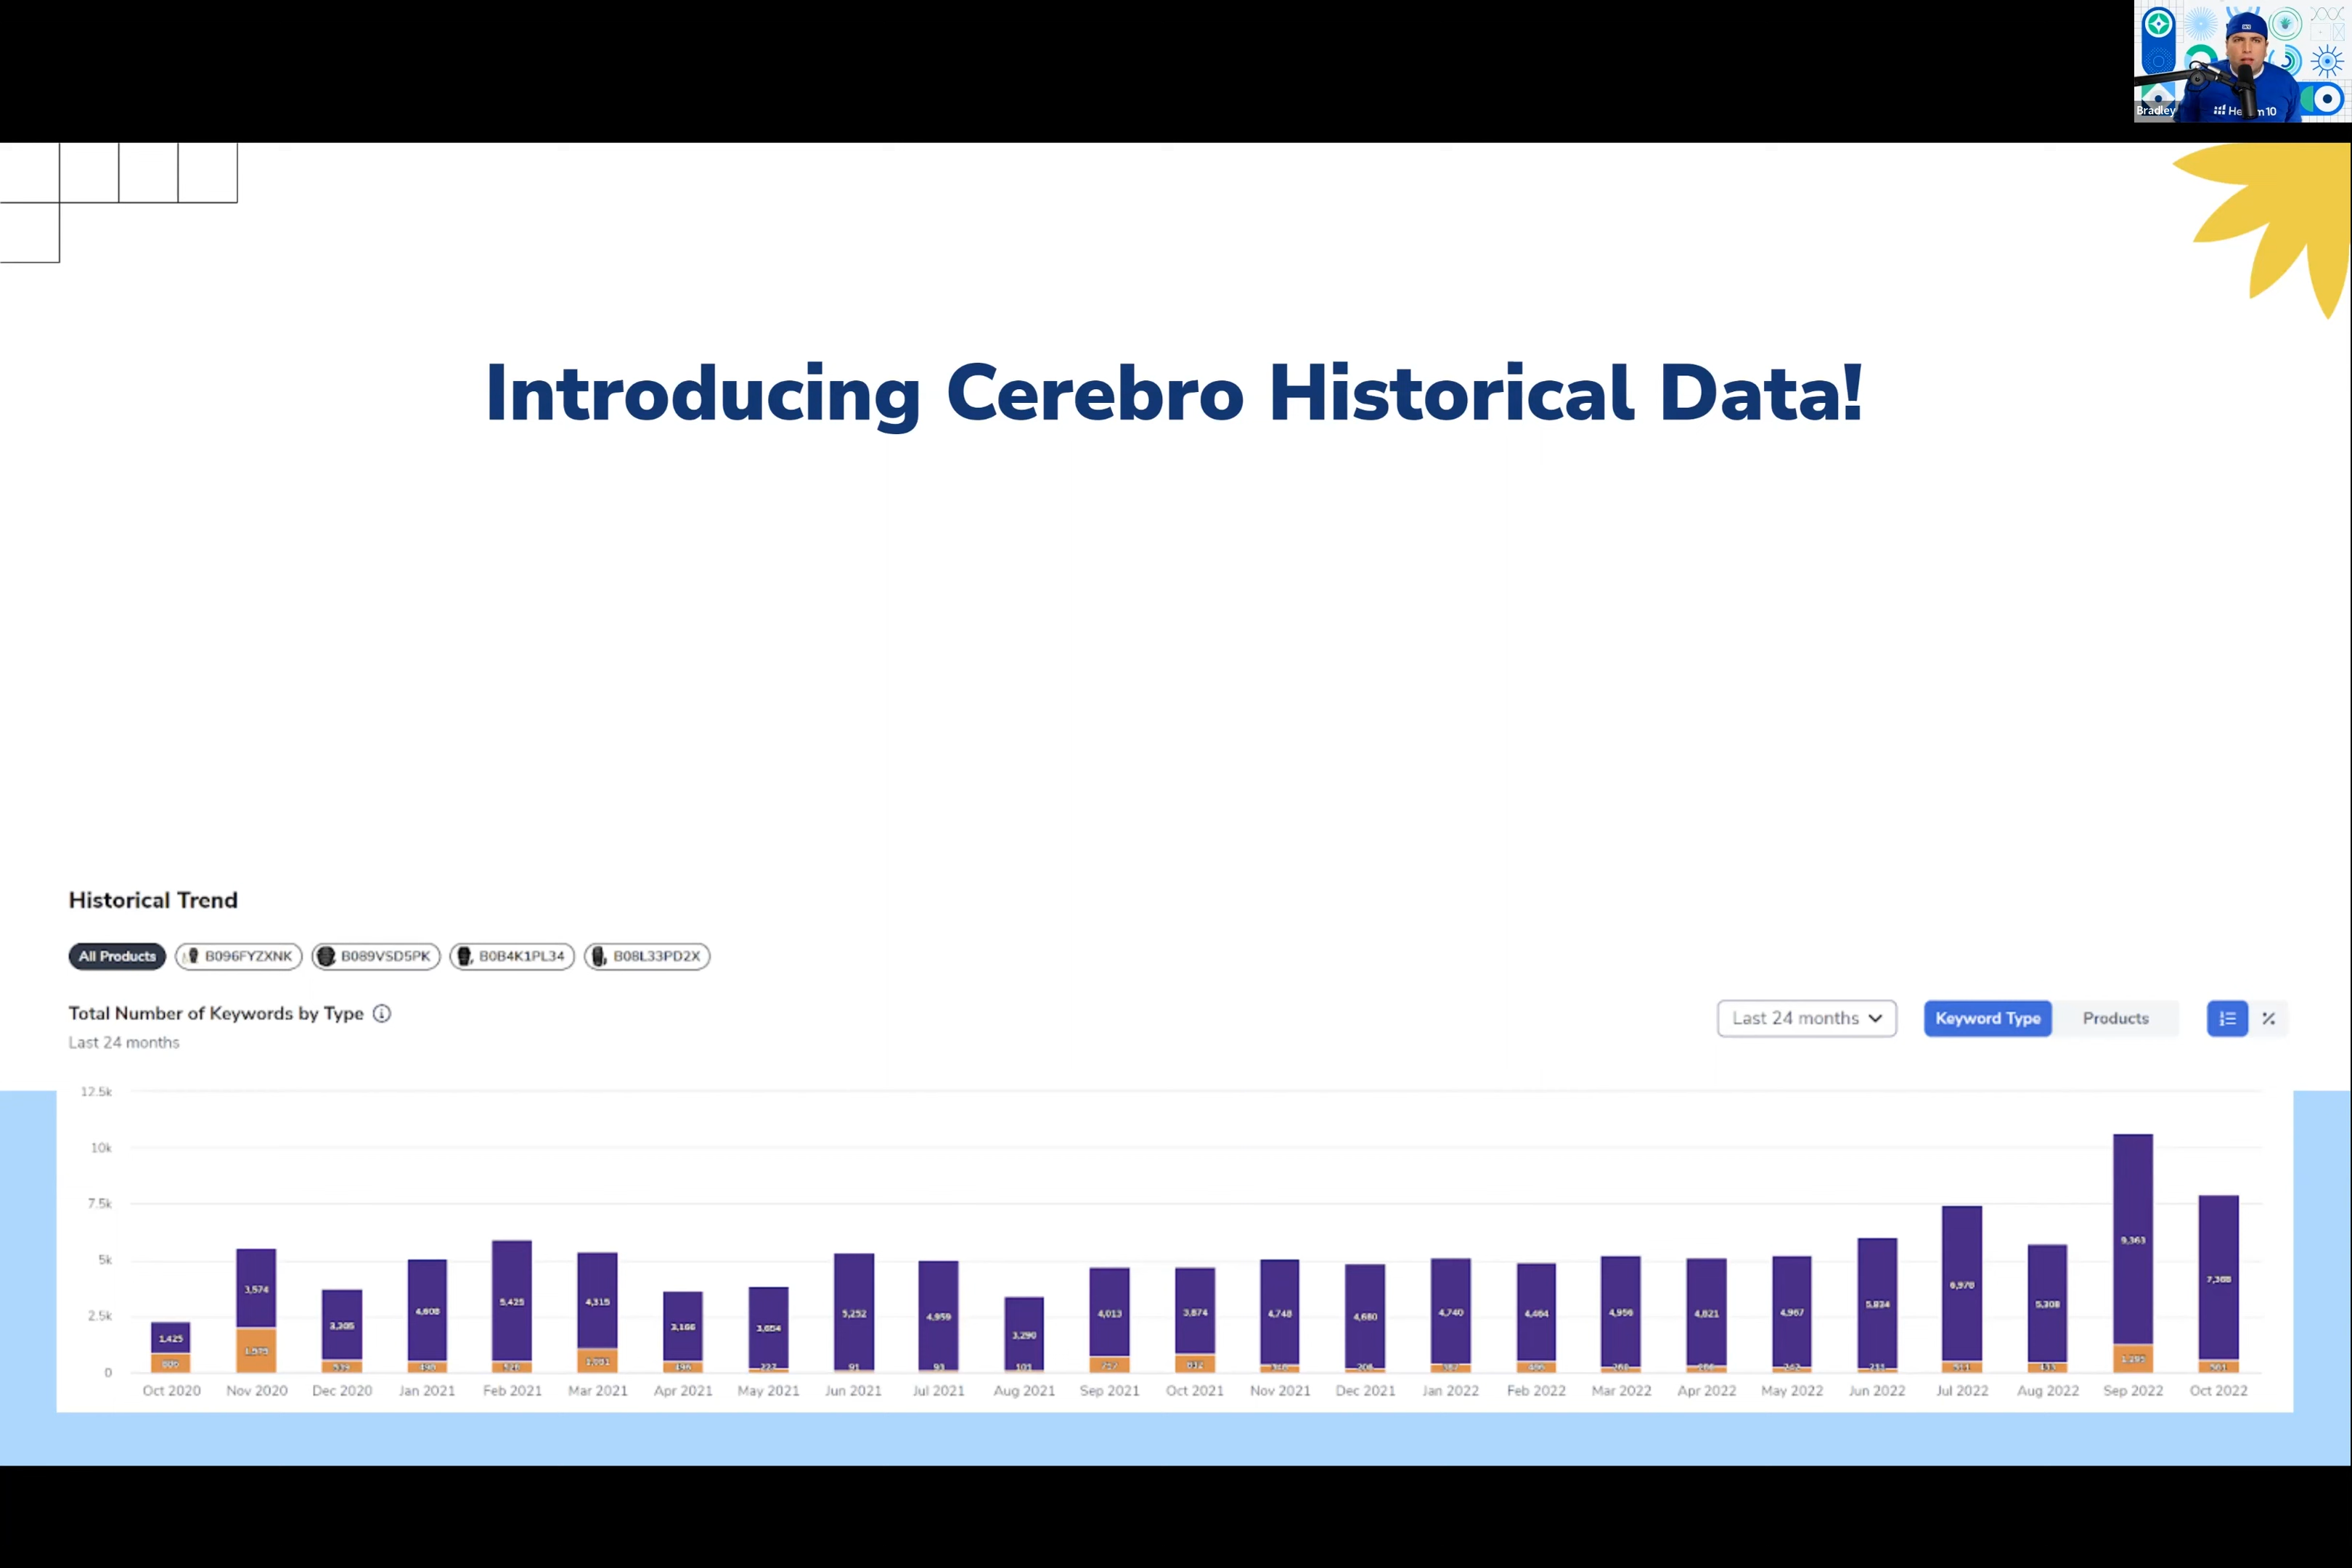 Bradley
Introducing Cerebro Historical Data!
Historical Trend
All Products B096FYZXNK B089VSD5PK B0B4K1PL34 B08L33PD2X
Total Number of Keywords by Type
Last 24 months
Last 24 months Keyword Type Products %
12.5k
10k
7.5k
5k
2.5k
0
9,363
7,368
6,978
5,834
5,308
3,574
4,608
5,425
4,315
5,252
4,959
4,013
3,874
4,748
4,680
4,740
4,464
4,956
4,821
4,967
1,425
3,166
3,654
3,290
Oct 2020 Nov 2020 Dec 2020 Jan 2021 Feb 2021 Mar 2021 Apr 2021 May 2021 Jun 2021 Jul 2021 Aug 2021 Sep 2021 Oct 2021 Nov 2021 Dec 2021 Jan 2022 Feb 2022 Mar 2022 Apr 2022 May 2022 Jun 2022 Jul 2022 Aug 2022 Sep 2022 Oct 2022